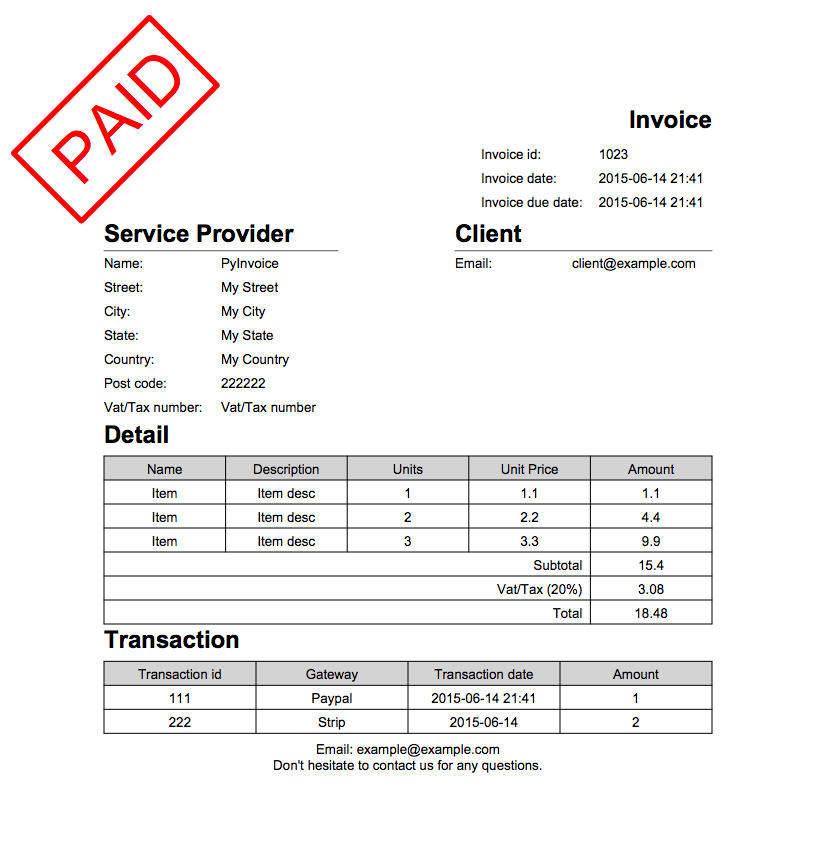 PAID
Invoice
Invoice id: 1023
Invoice date: 2015-06-14 21:41
Invoice due date: 2015-06-14 21:41
Service Provider
Name: PyInvoice
Street: My Street
City: My City
State: My State
Country: My Country
Post code: 222222
Vat/Tax number: Vat/Tax number
Client
Email: client@example.com
Detail
Name Description Units Unit Price Amount
Item Item desc 1 1.1 1.1
Item Item desc 2 2.2 4.4
Item Item desc 3 3.3 9.9
Subtotal 15.4
Vat/Tax (20%) 3.08
Total 18.48
Transaction
Transaction id Gateway Transaction date Amount
111 Paypal 2015-06-14 21:41 1
222 Strip 2015-06-14 2
Email: example@example.com
Don't hesitate to contact us for any questions.